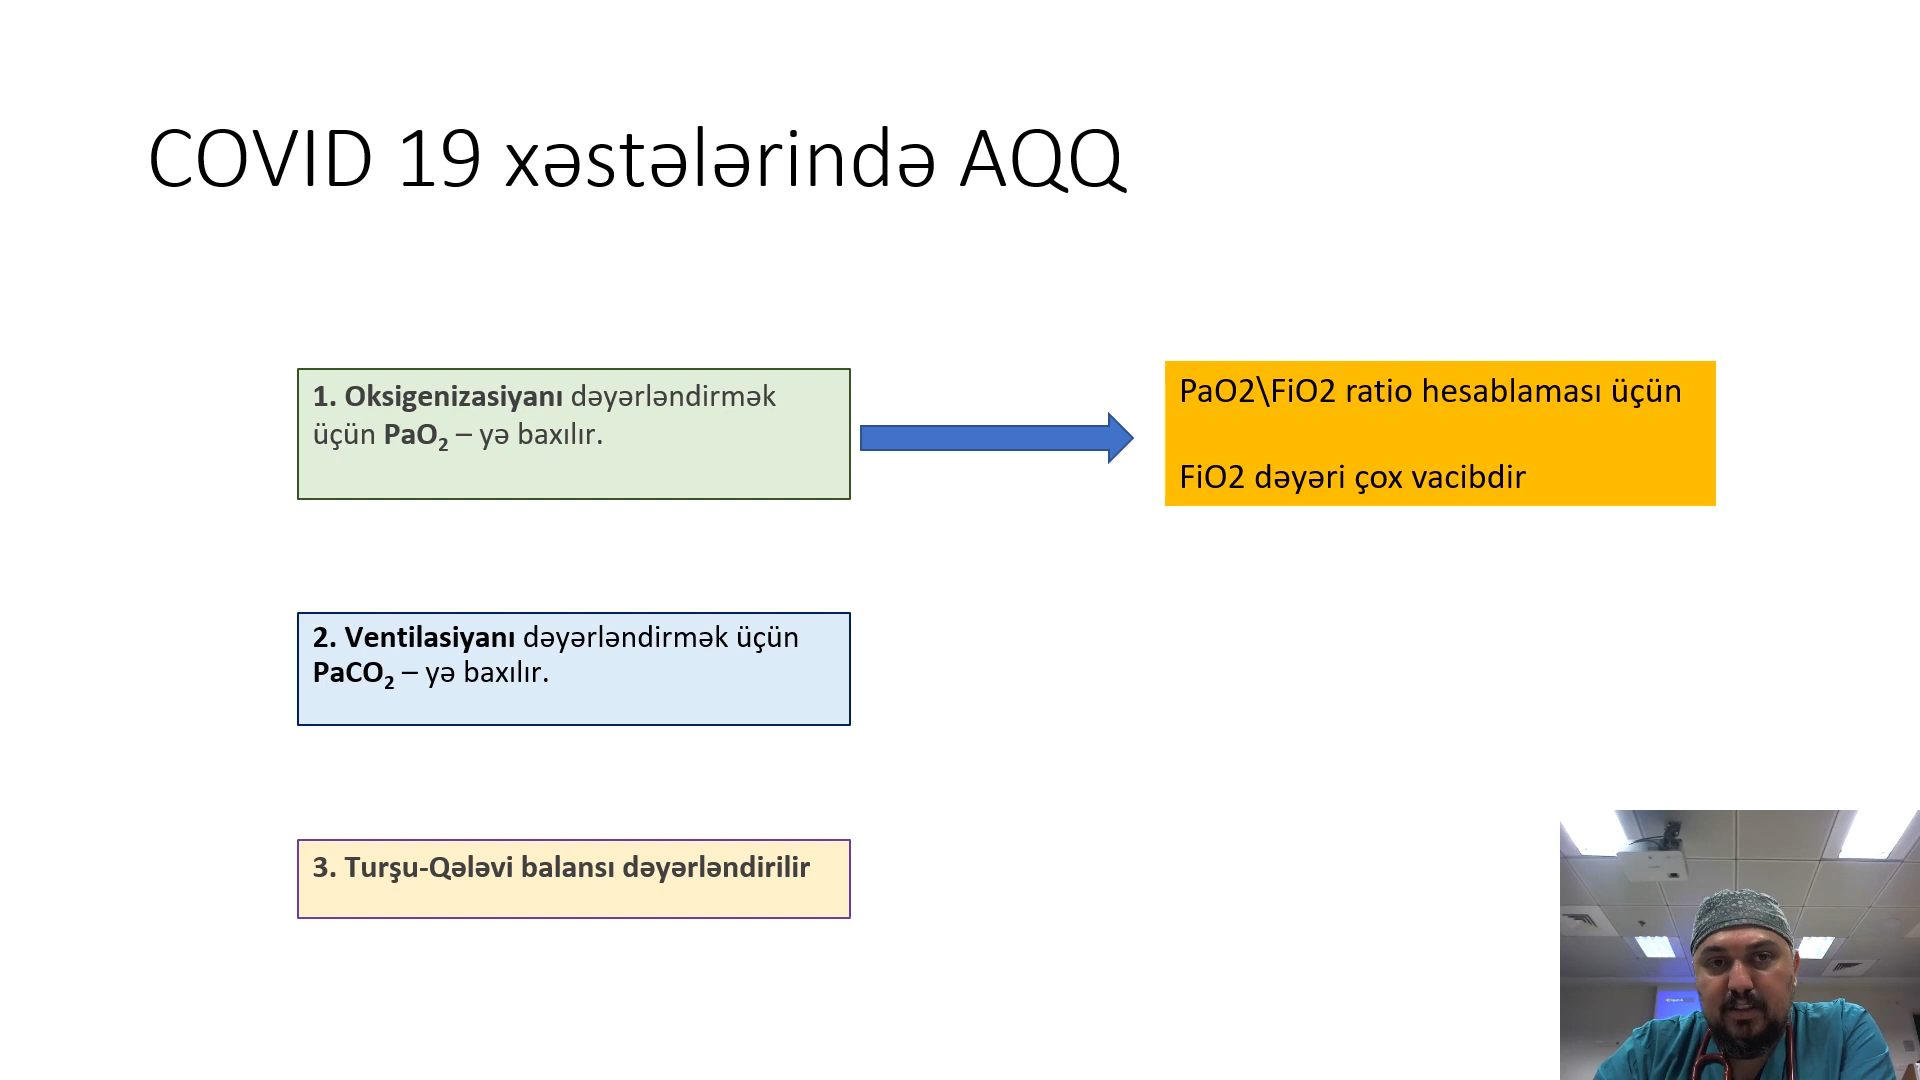 COVID 19 xəstələrində AQQ
1. Oksigenizasiyanı dəyərləndirmək
üçün PaO₂ – yə baxılır.
PaO2\FiO2 ratio hesablaması üçün
FiO2 dəyəri çox vacibdir
2. Ventilasiyanı dəyərləndirmək üçün
PaCO₂ – yə baxılır.
3. Turşu-Qələvi balansı dəyərləndirilir